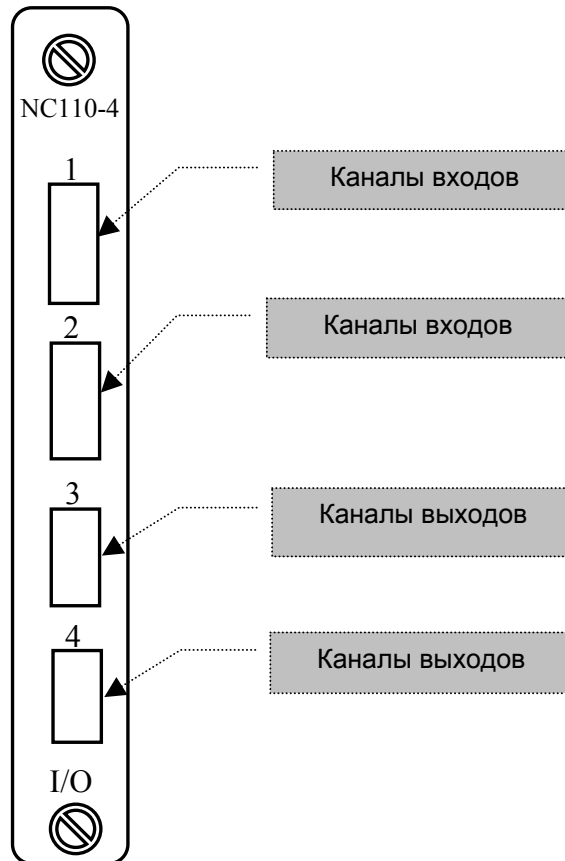 NC110-4
1
Каналы входов
2
Каналы входов
3
Каналы выходов
4
Каналы выходов
I/O